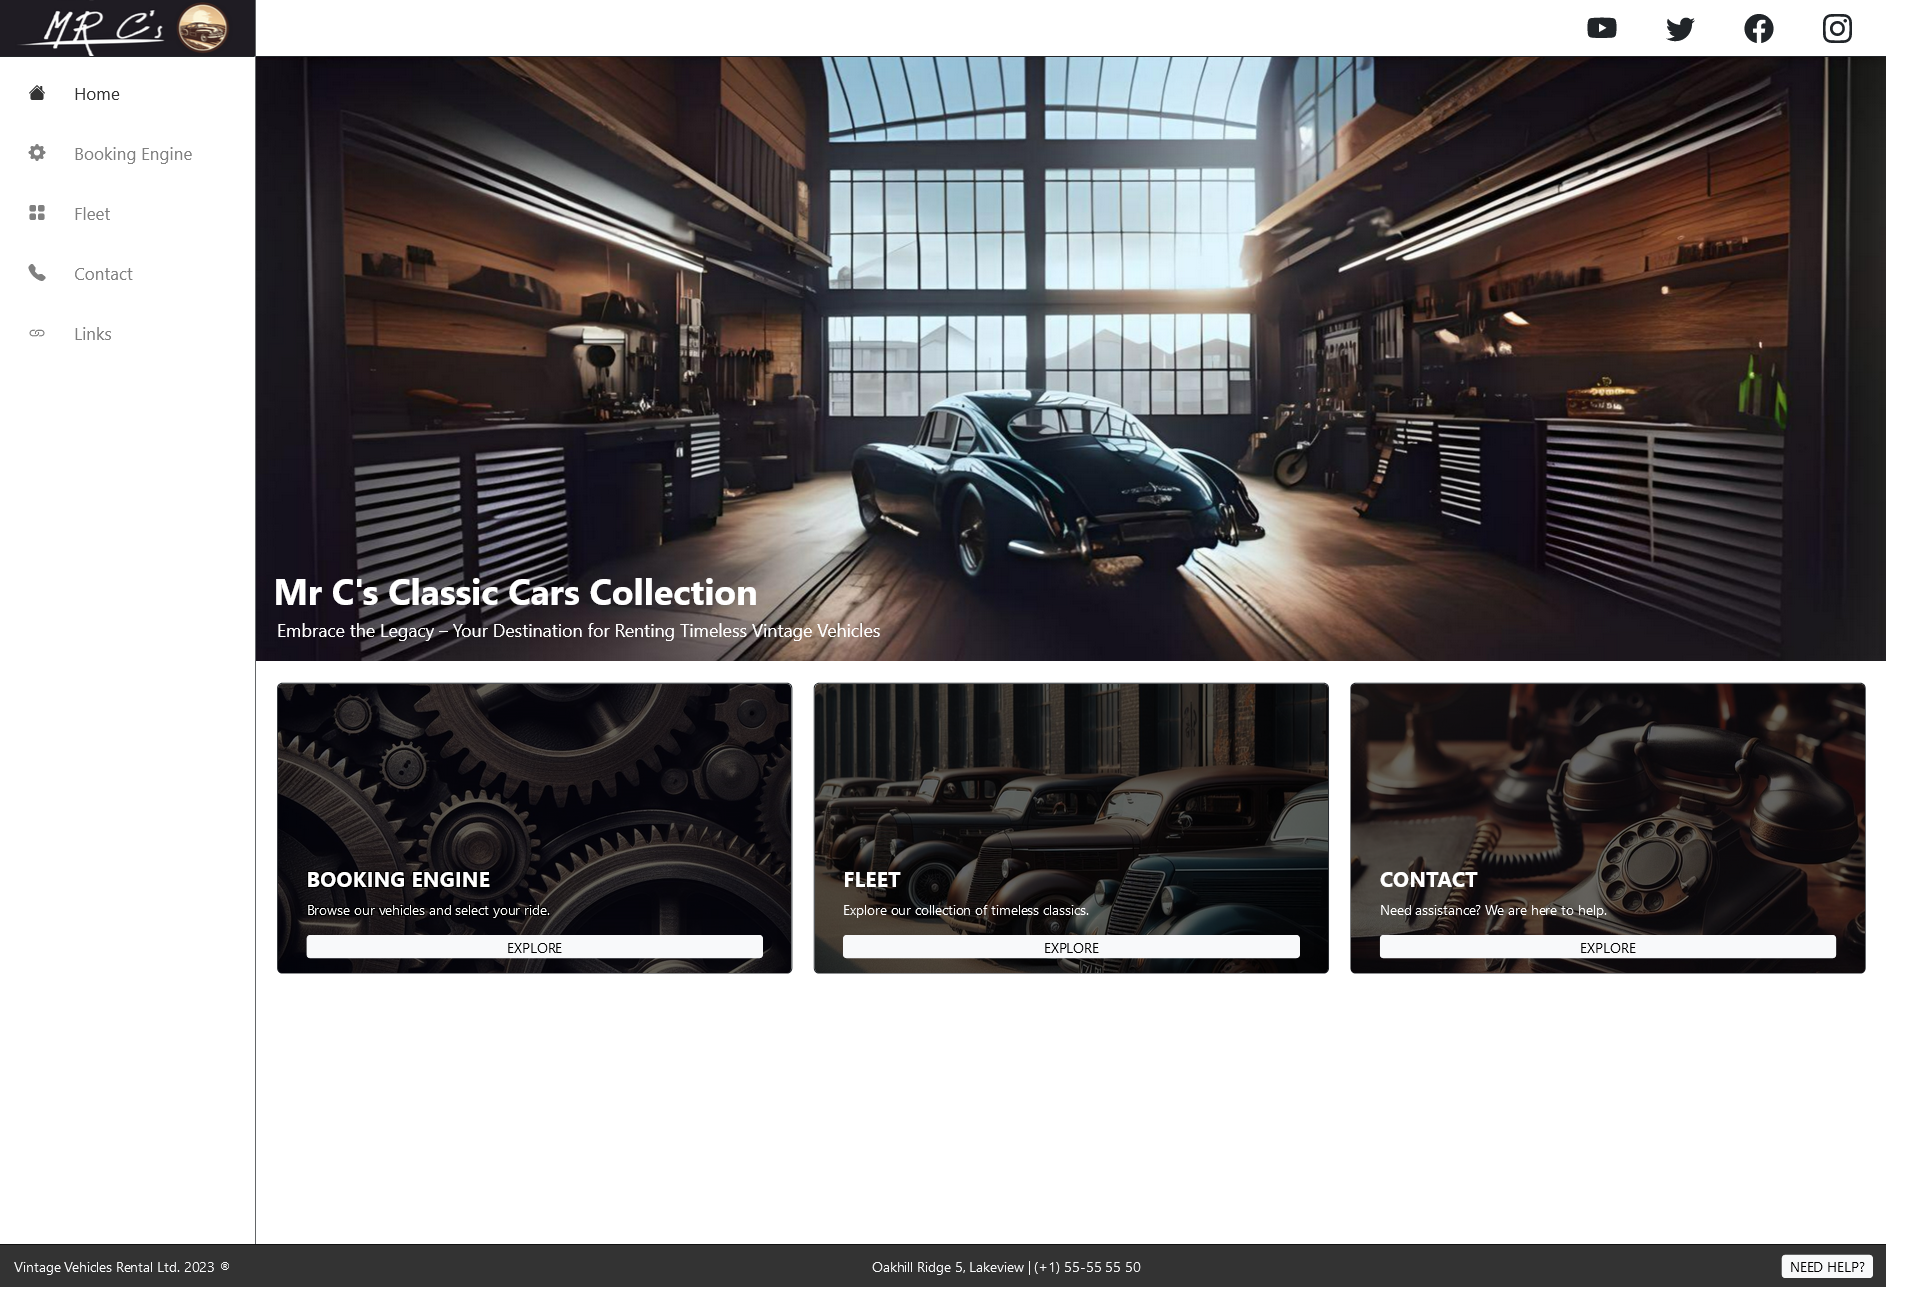 MR C's
Home
Booking Engine
Fleet
Contact
Links
Mr C's Classic Cars Collection
Embrace the Legacy – Your Destination for Renting Timeless Vintage Vehicles
BOOKING ENGINE
Browse our vehicles and select your ride.
EXPLORE
FLEET
Explore our collection of timeless classics.
EXPLORE
CONTACT
Need assistance? We are here to help.
EXPLORE
Vintage Vehicles Rental Ltd. 2023 ®
Oakhill Ridge 5, Lakeview | (+1) 55-55 55 50
NEED HELP?